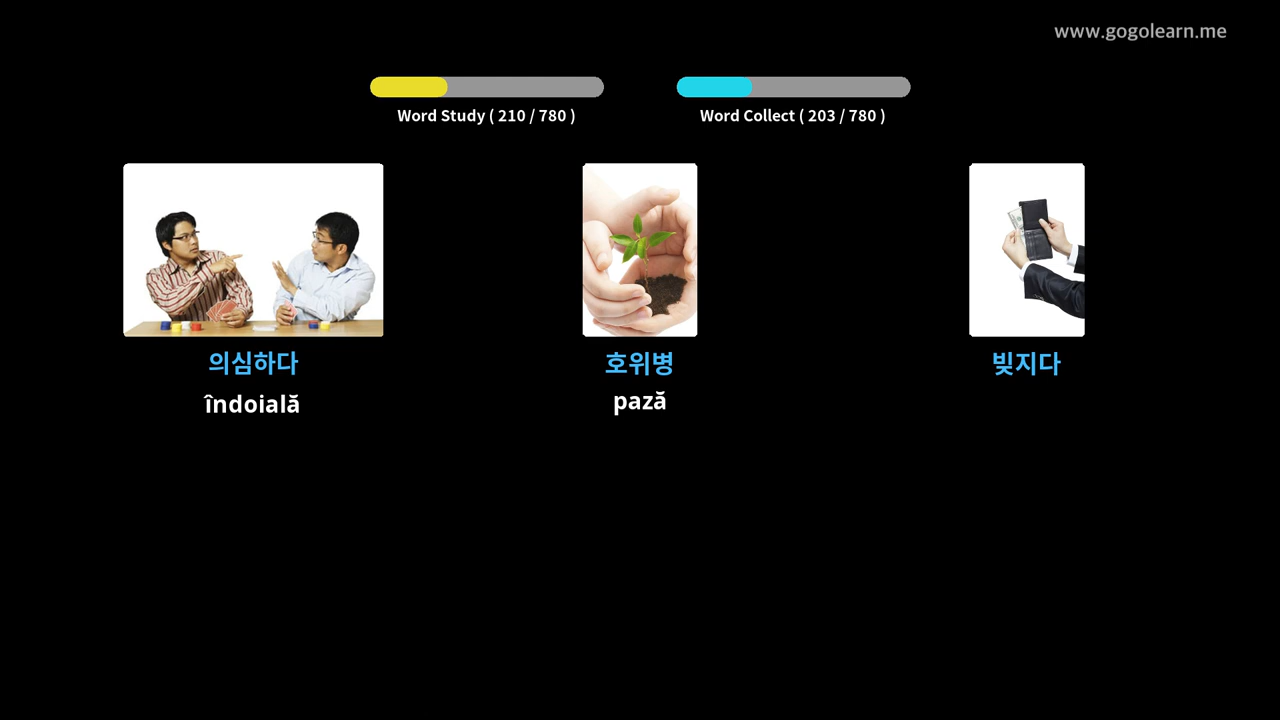 www.gogolearn.me
Word Study ( 210 / 780 )
Word Collect ( 203 / 780 )
의심하다
호위병
빚지다
îndoială
pază